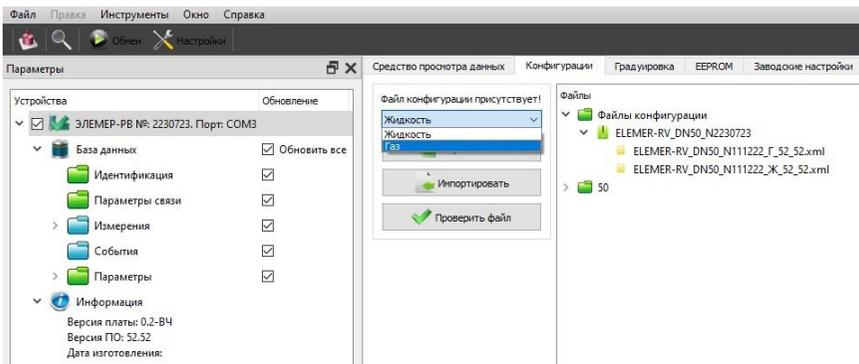 Файл Правка Инструменты Окно Справка
Обмен Настройки
Параметры
Устройства Обновление
ЭЛЕМЕР-РВ №: 2230723. Порт: COM3
База данных Обновить все
Идентификация
Параметры связи
Измерения
События
Параметры
Информация
Версия платы: 0.2-ВЧ
Версия ПО: 52.52
Дата изготовления:
Средство просмотра данных Конфигурации Градуировка EEPROM Заводские настройки
Файл конфигурации присутствует!
Жидкость
Жидкость
Газ
Импортировать
Проверить файл
Файлы
Файлы конфигурации
ELEMER-RV_DN50_N2230723
ELEMER-RV_DN50_N111222_Г_52_52.xml
ELEMER-RV_DN50_N111222_Ж_52_52.xml
50